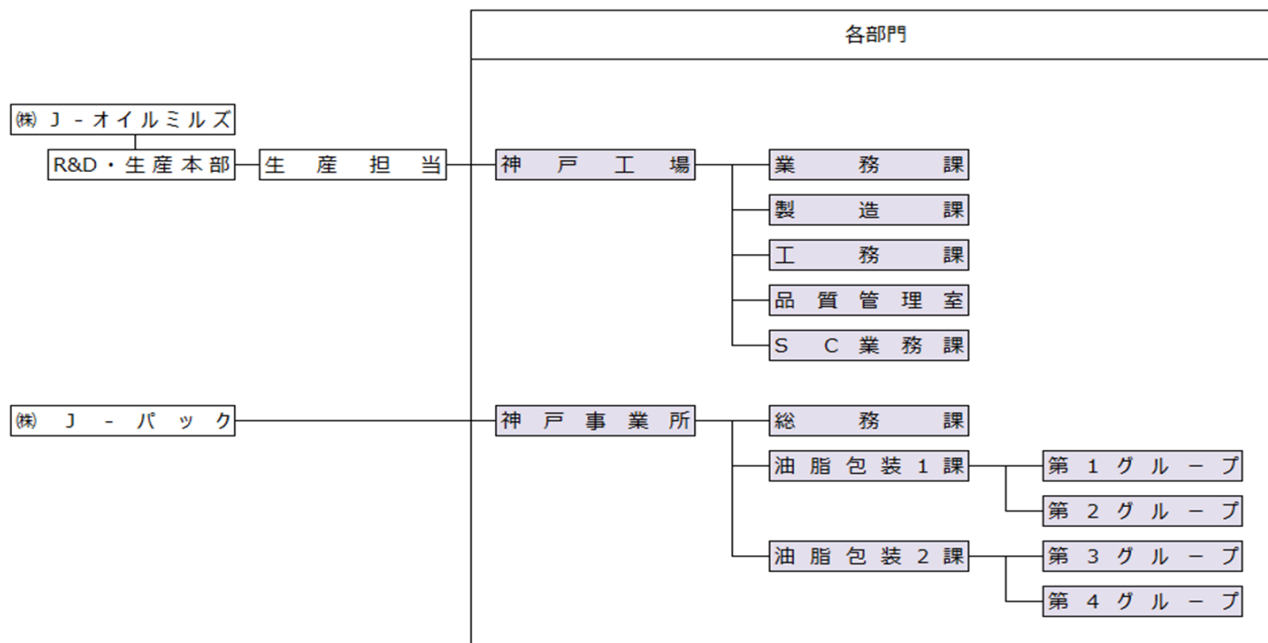 各部門
㈱J-オイルミルズ
R&D・生産本部 生産担当 神戸工場 業務課
製造課
工務課
品質管理室
SC業務課
㈱J-パック 神戸事業所 総務課
油脂包装1課 第1グループ
第2グループ
油脂包装2課 第3グループ
第4グループ